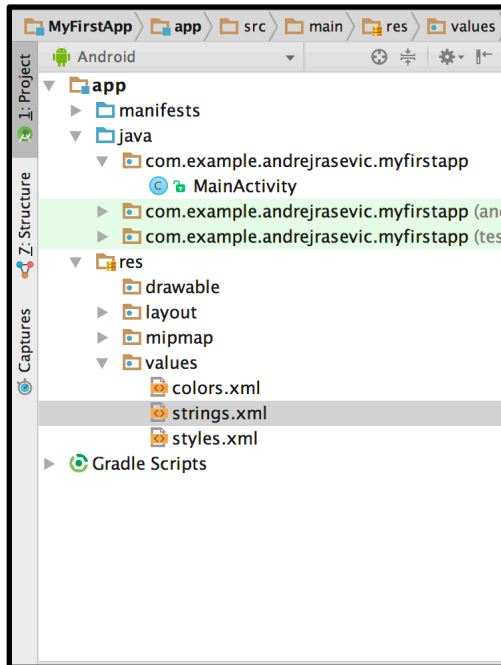 MyFirstApp app src main res values
Android
app
manifests
java
com.example.andrejrasevic.myfirstapp
C MainActivity
com.example.andrejrasevic.myfirstapp (and
com.example.andrejrasevic.myfirstapp (tes
res
drawable
layout
mipmap
values
colors.xml
strings.xml
styles.xml
Gradle Scripts
1: Project
Z: Structure
Captures